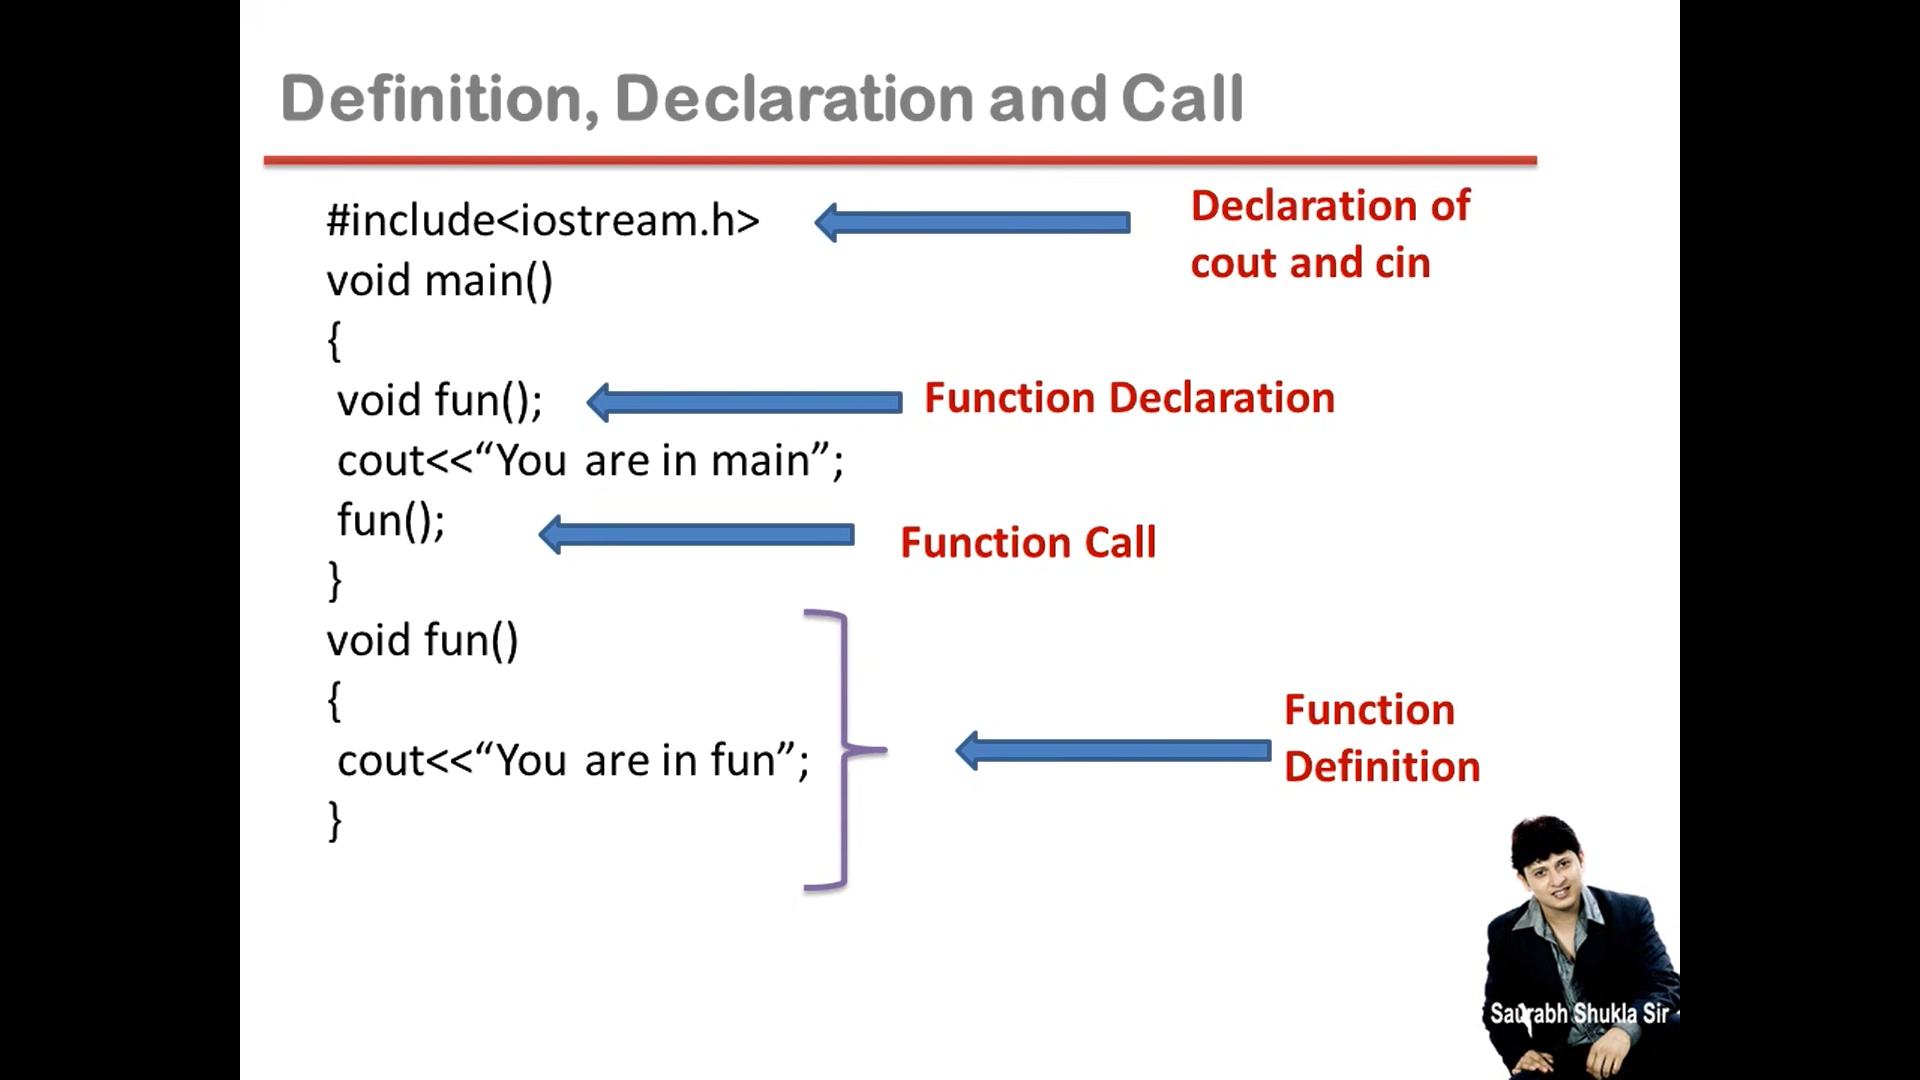 Definition, Declaration and Call
#include<iostream.h>
Declaration of
cout and cin
void main()
{
void fun();
Function Declaration
cout<<“You are in main”;
fun();
Function Call
}
void fun()
{
Function
Definition
cout<<“You are in fun”;
}
Saurabh Shukla Sir